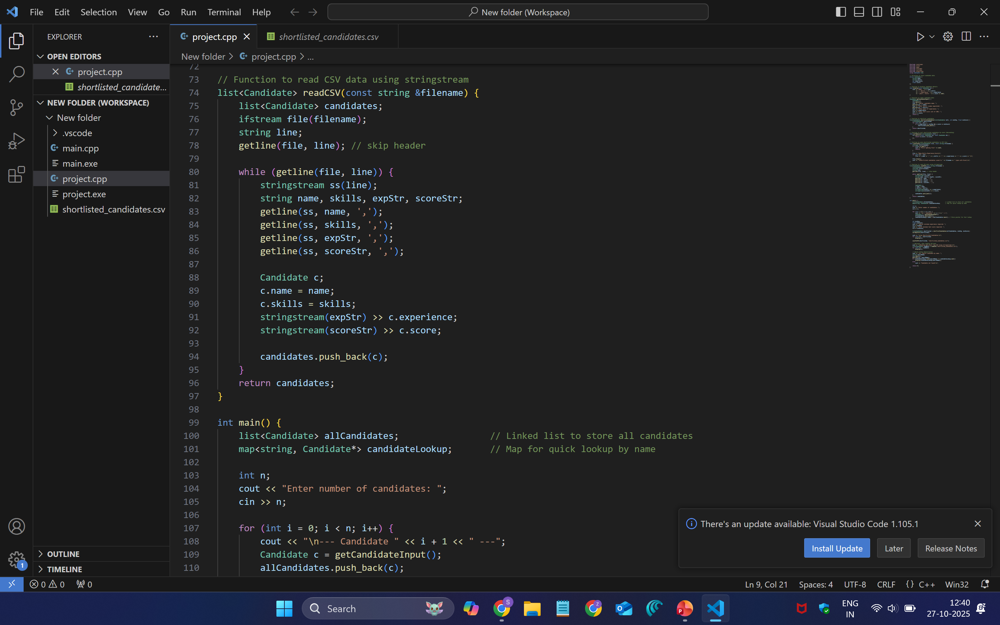 File Edit Selection View Go Run Terminal Help
New folder (Workspace)
EXPLORER
OPEN EDITORS
project.cpp
shortlisted_candidate...
NEW FOLDER (WORKSPACE)
New folder
.vscode
main.cpp
main.exe
project.cpp
project.exe
shortlisted_candidates.csv
OUTLINE
TIMELINE
project.cpp
shortlisted_candidates.csv
New folder > project.cpp > ...
72
73 // Function to read CSV data using stringstream
74 list<Candidate> readCSV(const string &filename) {
75 list<Candidate> candidates;
76 ifstream file(filename);
77 string line;
78 getline(file, line); // skip header
79
80 while (getline(file, line)) {
81 stringstream ss(line);
82 string name, skills, expStr, scoreStr;
83 getline(ss, name, ',');
84 getline(ss, skills, ',');
85 getline(ss, expStr, ',');
86 getline(ss, scoreStr, ',');
87
88 Candidate c;
89 c.name = name;
90 c.skills = skills;
91 stringstream(expStr) >> c.experience;
92 stringstream(scoreStr) >> c.score;
93
94 candidates.push_back(c);
95 }
96 return candidates;
97 }
98
99 int main() {
100 list<Candidate> allCandidates; // Linked list to store all candidates
101 map<string, Candidate*> candidateLookup; // Map for quick lookup by name
102
103 int n;
104 cout << "Enter number of candidates: ";
105 cin >> n;
106
107 for (int i = 0; i < n; i++) {
108 cout << "\n--- Candidate " << i + 1 << " ---";
109 Candidate c = getCandidateInput();
110 allCandidates.push_back(c);
There's an update available: Visual Studio Code 1.105.1
Install Update Later Release Notes
1
0 0 0
Ln 9, Col 21 Spaces: 4 UTF-8 CRLF {} C++ Win32
Search
S
Z
ENG
IN
12:40
27-10-2025